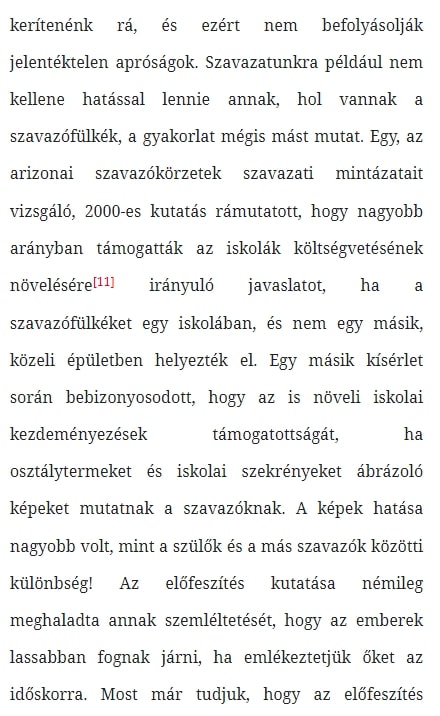 kerítenénk rá, és ezért nem befolyásolják
jelentéktelen apróságok. Szavazatunkra például nem
kellene hatással lennie annak, hol vannak a
szavazófülkék, a gyakorlat mégis mást mutat. Egy, az
arizonai szavazókörzetek szavazati mintázatait
vizsgáló, 2000-es kutatás rámutatott, hogy nagyobb
arányban támogatták az iskolák költségvetésének
növelésére[11] irányuló javaslatot, ha a
szavazófülkéket egy iskolában, és nem egy másik,
közeli épületben helyezték el. Egy másik kísérlet
során bebizonyosodott, hogy az is növeli iskolai
kezdeményezések támogatottságát, ha
osztálytermeket és iskolai szekrényeket ábrázoló
képeket mutatnak a szavazóknak. A képek hatása
nagyobb volt, mint a szülők és a más szavazók közötti
különbség! Az előfeszítés kutatása némileg
meghaladta annak szemléltetését, hogy az emberek
lassabban fognak járni, ha emlékeztetjük őket az
időskorra. Most már tudjuk, hogy az előfeszítés